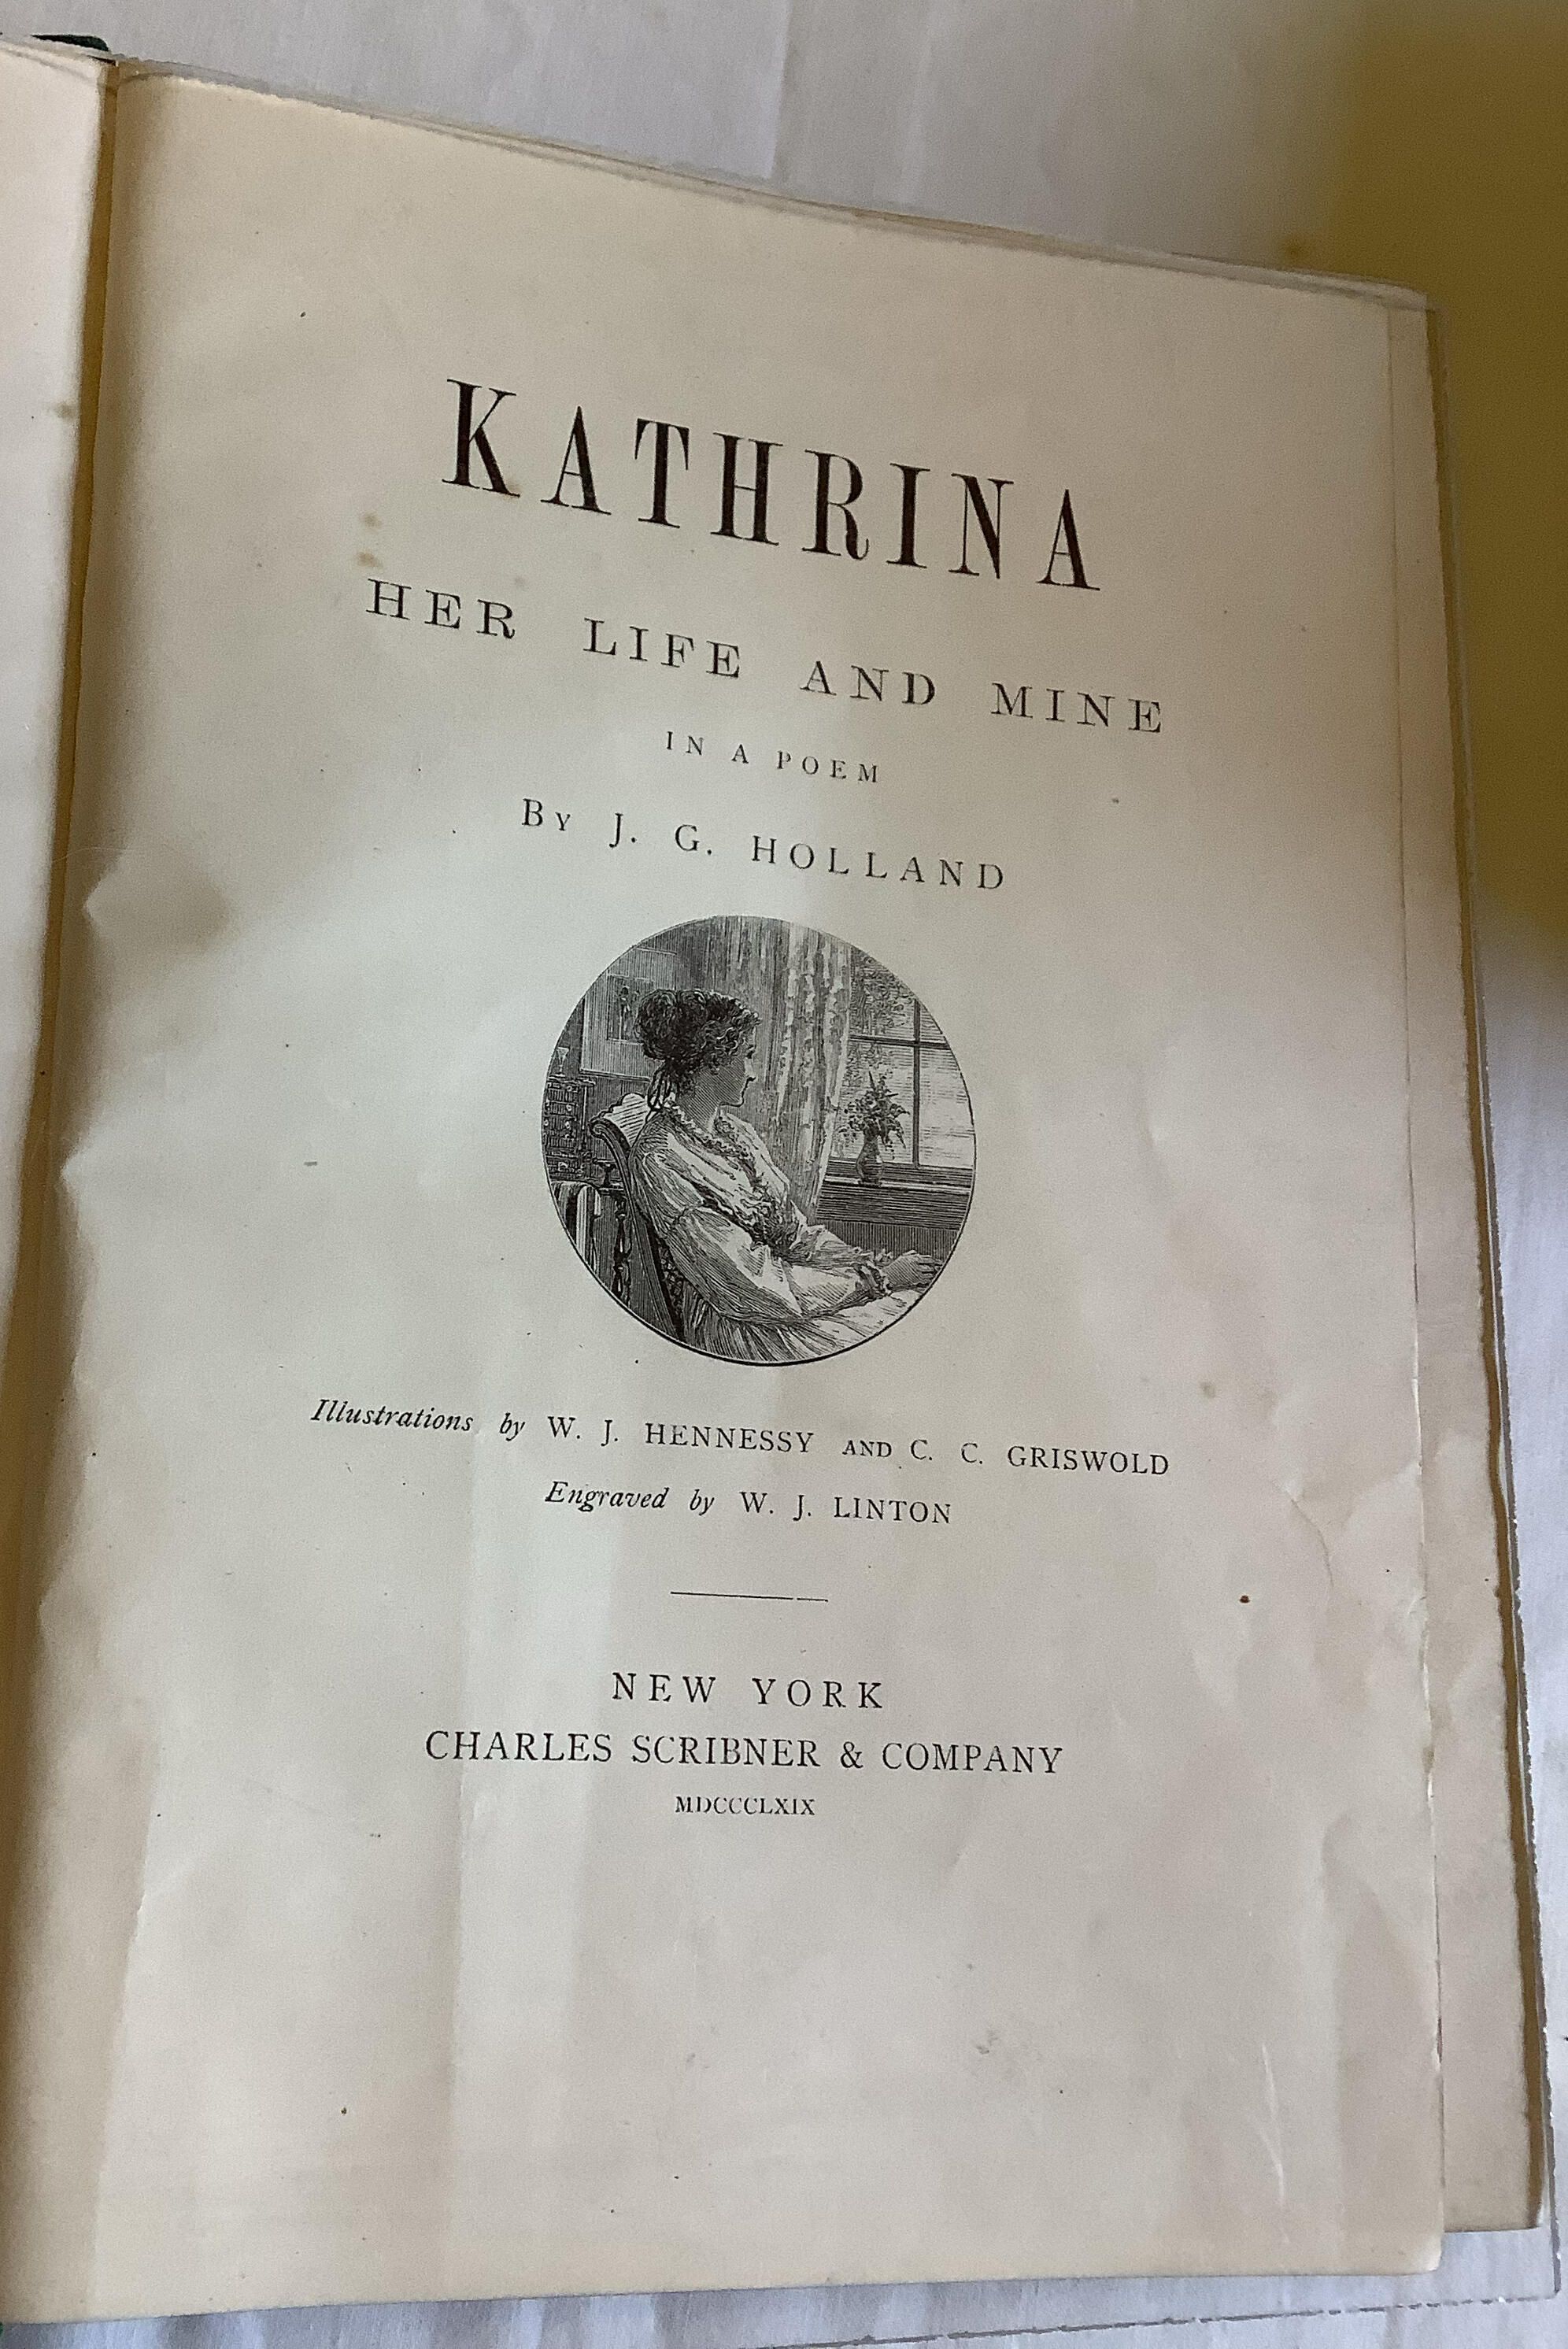 KATHRINA
HER LIFE AND MINE
IN A POEM
By J. G. HOLLAND
Illustrations by W. J. HENNESSY AND C. C. GRISWOLD
Engraved by W. J. LINTON
NEW YORK
CHARLES SCRIBNER & COMPANY
MDCCCLXIX